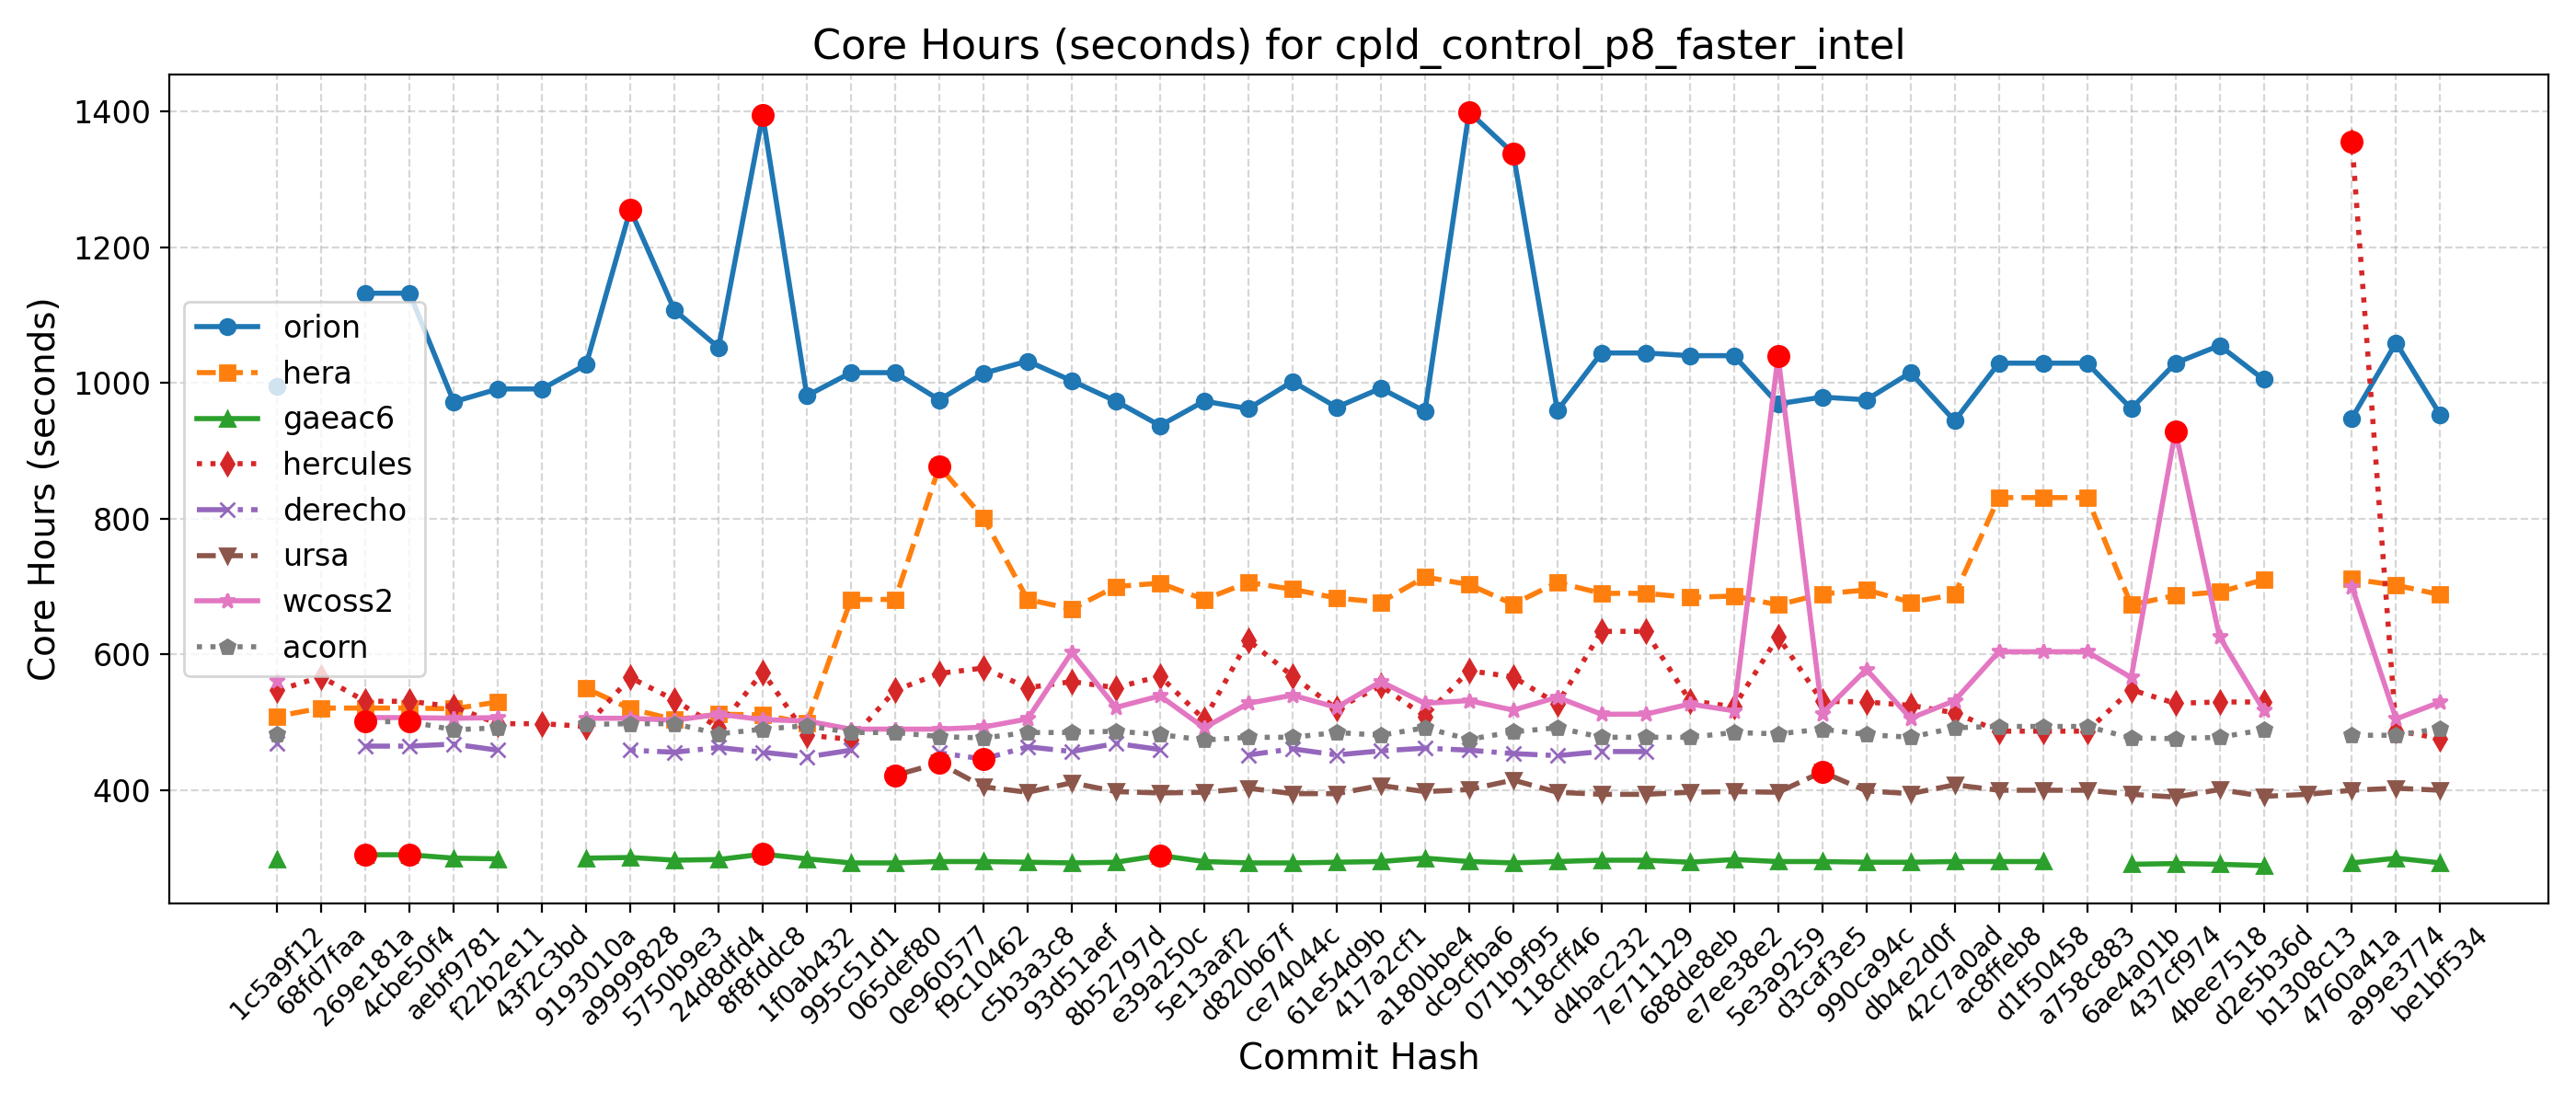 Core Hours (seconds) for cpld_control_p8_faster_intel
Core Hours (seconds)
1400
1200
1000
800
600
400
orion
hera
gaeac6
hercules
derecho
ursa
wcoss2
acorn
1c5a9f12
68fd7faa
269e181a
4cbe50f4
aebf9781
f22b2e11
43f2c3bd
9193010a
a9999828
5750b9e3
24d8dfd4
8f8fddc8
1f0ab432
995c51d1
065def80
0e960577
f9c10462
c5b3a3c8
93d51aef
8b52797d
e39a250c
5e13aaf2
d820b67f
ce74044c
61e54d9b
417a2cf1
a180bbe4
dc9cfba6
071b9f95
118cff46
d4bac232
7e711129
688de8eb
e7ee38e2
5e3a9259
d3caf3e5
990ca94c
db4e2d0f
42c7a0ad
ac8ffeb8
d1f50458
a758c883
6ae4a01b
437cf974
4bee7518
d2e5b36d
b1308c13
4760a41a
a99e3774
be1bf534
Commit Hash